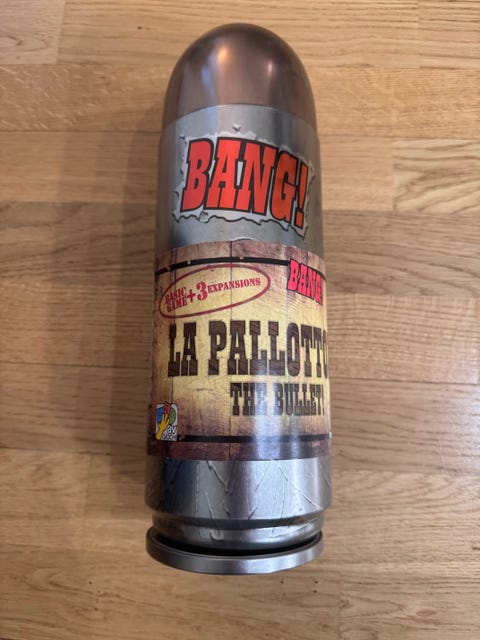 BANG!
BASIC GAME +3 EXPANSIONS
BANG!
LA PALLOTTO
THE BULLET!